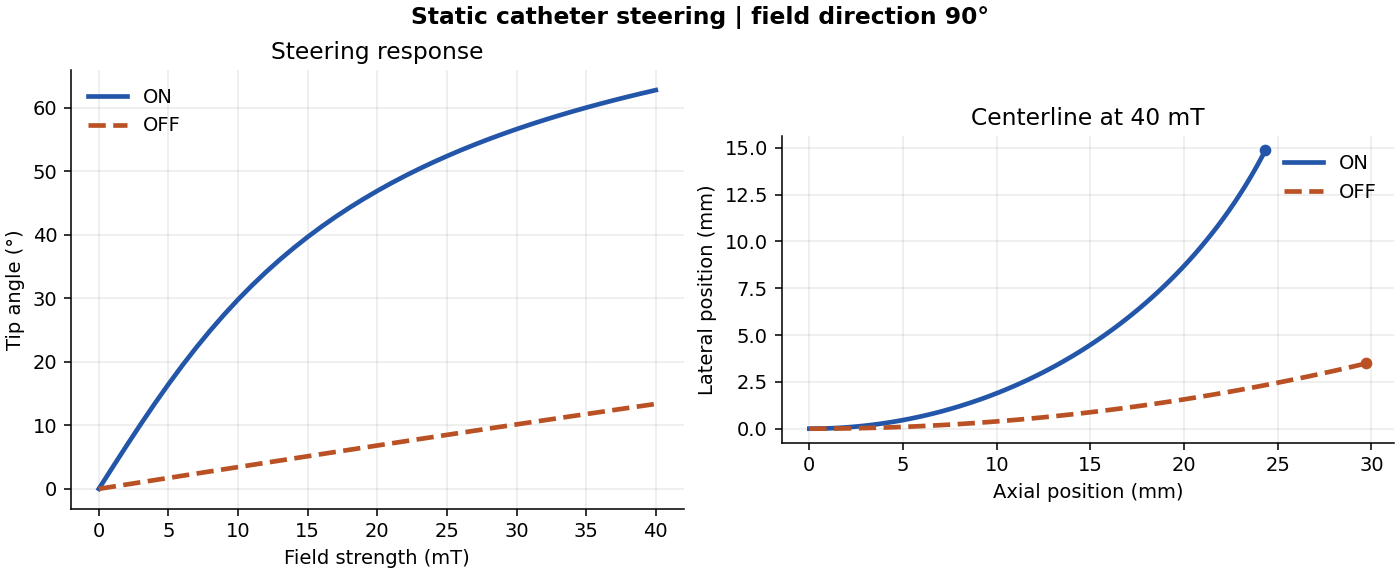 Static catheter steering | field direction 90°
Steering response
ON
OFF
60
50
40
30
20
10
0
Tip angle (°)
0 5 10 15 20 25 30 35 40
Field strength (mT)
Centerline at 40 mT
ON
OFF
15.0
12.5
10.0
7.5
5.0
2.5
0.0
Lateral position (mm)
0 5 10 15 20 25 30
Axial position (mm)